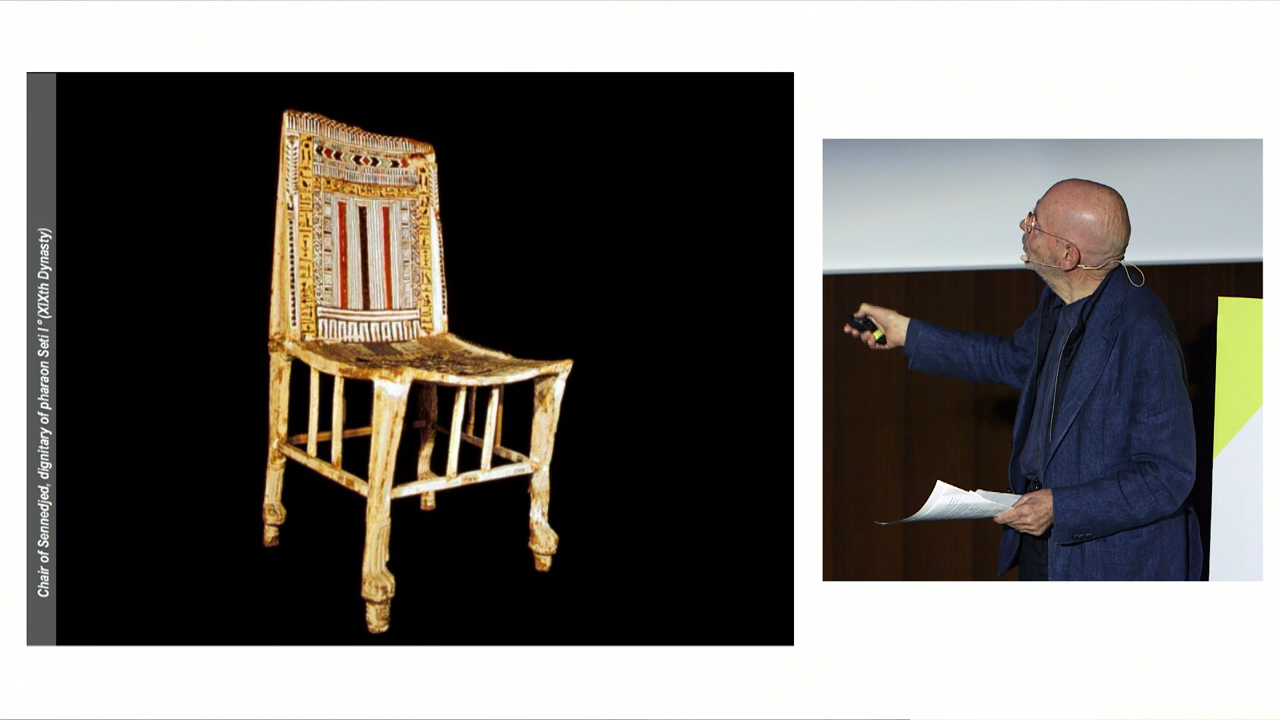 Chair of Sennedjed, dignitary of pharaon Seti I° (XIXth Dynasty)